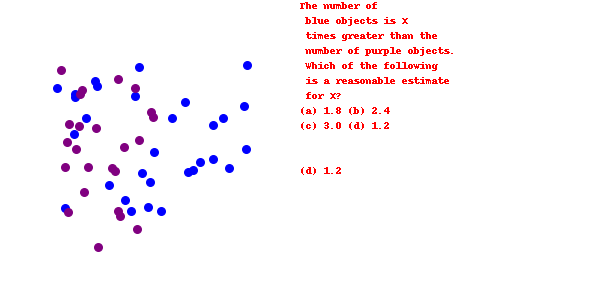 The number of
blue objects is X
times greater than the
number of purple objects.
Which of the following
is a reasonable estimate
for X?
(a) 1.8 (b) 2.4
(c) 3.0 (d) 1.2
(d) 1.2